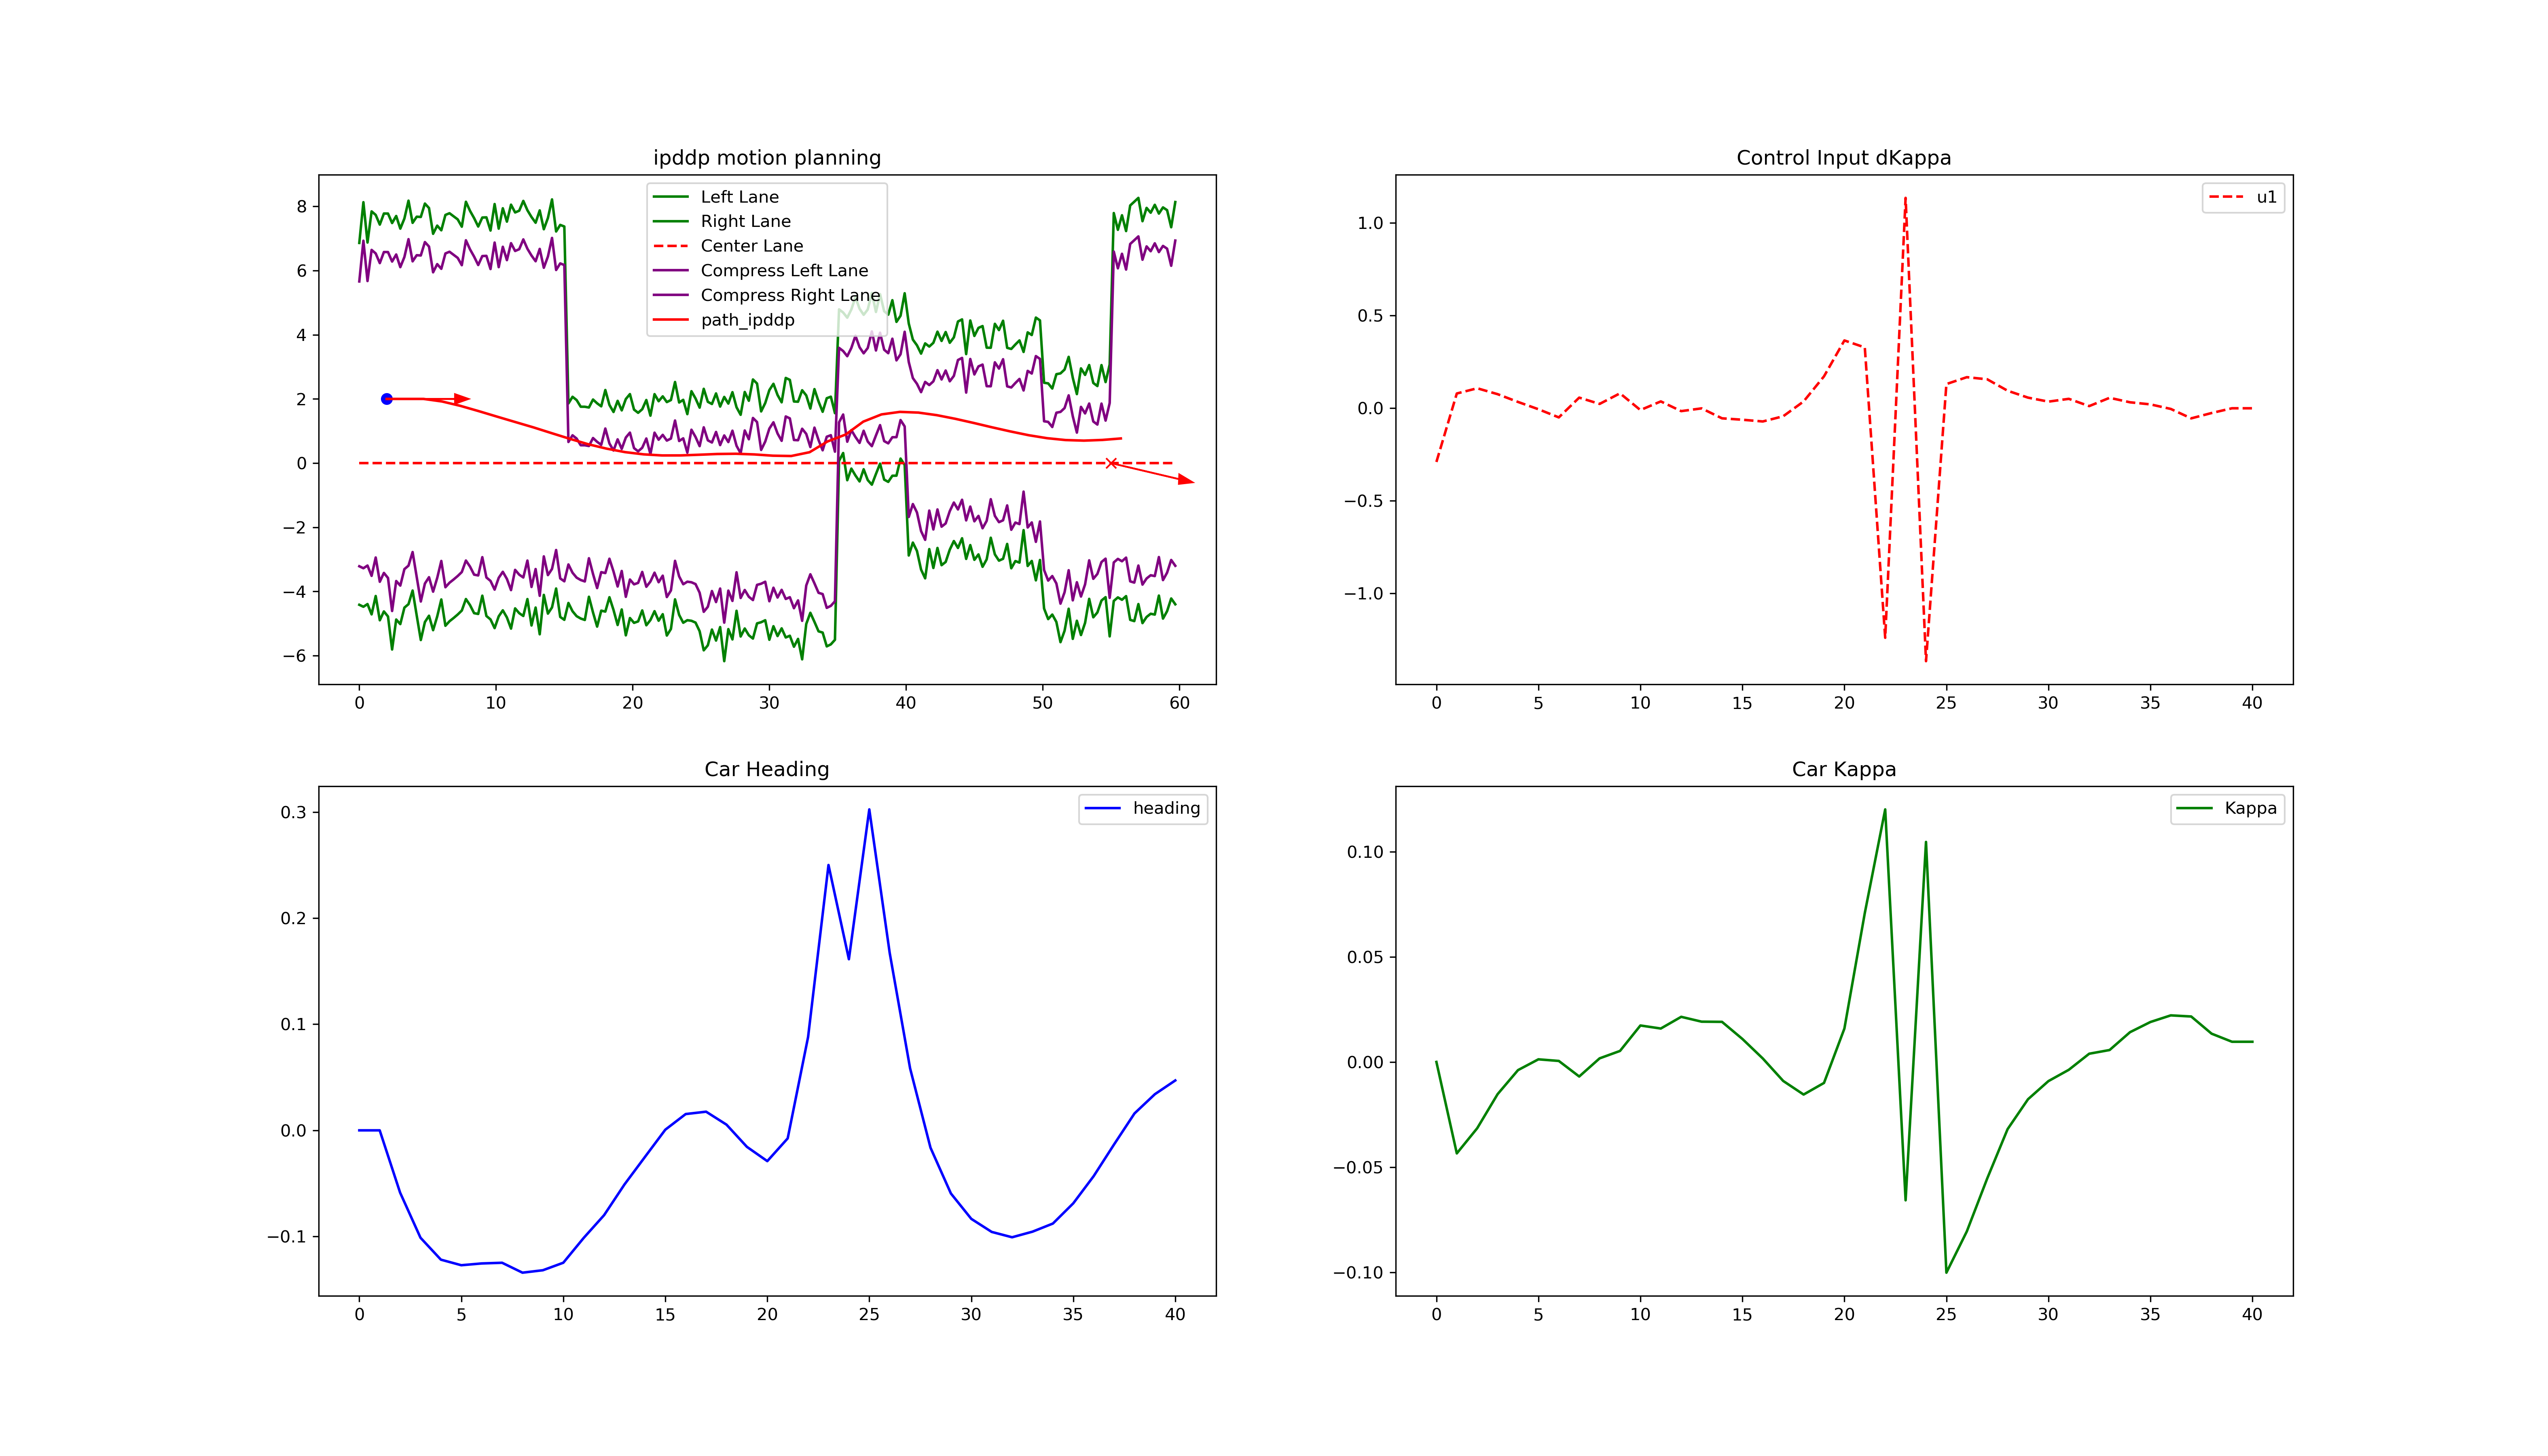 ipddp motion planning
Left Lane
Right Lane
Center Lane
Compress Left Lane
Compress Right Lane
path_ipddp
8
6
4
2
0
−2
−4
−6
0 10 20 30 40 50 60
Control Input dKappa
u1
1.0
0.5
0.0
−0.5
−1.0
0 5 10 15 20 25 30 35 40
Car Heading
heading
0.3
0.2
0.1
0.0
−0.1
0 5 10 15 20 25 30 35 40
Car Kappa
Kappa
0.10
0.05
0.00
−0.05
−0.10
0 5 10 15 20 25 30 35 40